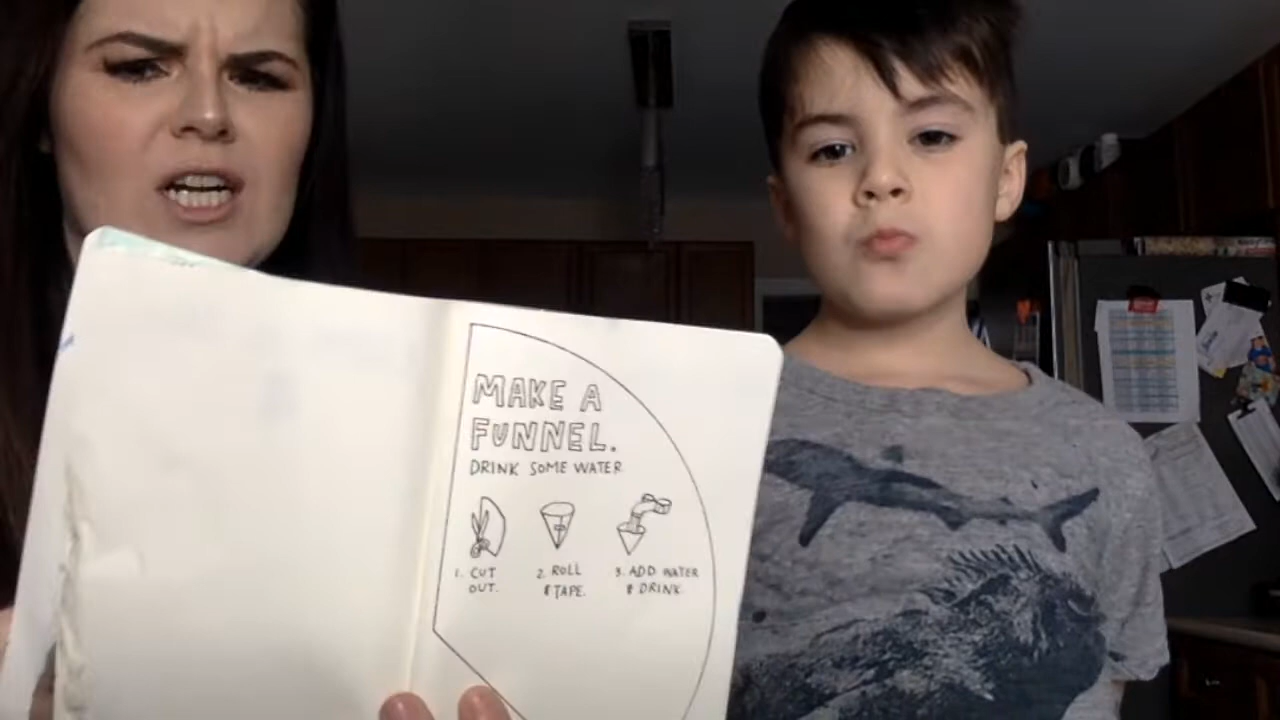 MAKE A
FUNNEL.
DRINK SOME WATER
1. CUT
OUT.
2. ROLL
& TAPE.
3. ADD WATER
& DRINK.